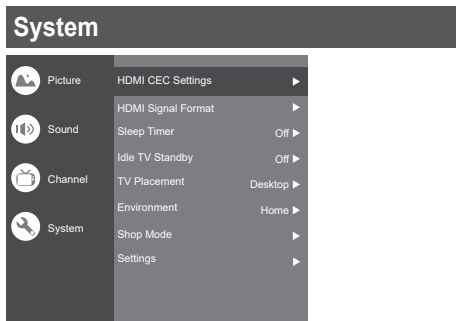 System
Picture
Sound
Channel
System
HDMI CEC Settings
HDMI Signal Format
Sleep Timer Off
Idle TV Standby Off
TV Placement Desktop
Environment Home
Shop Mode
Settings